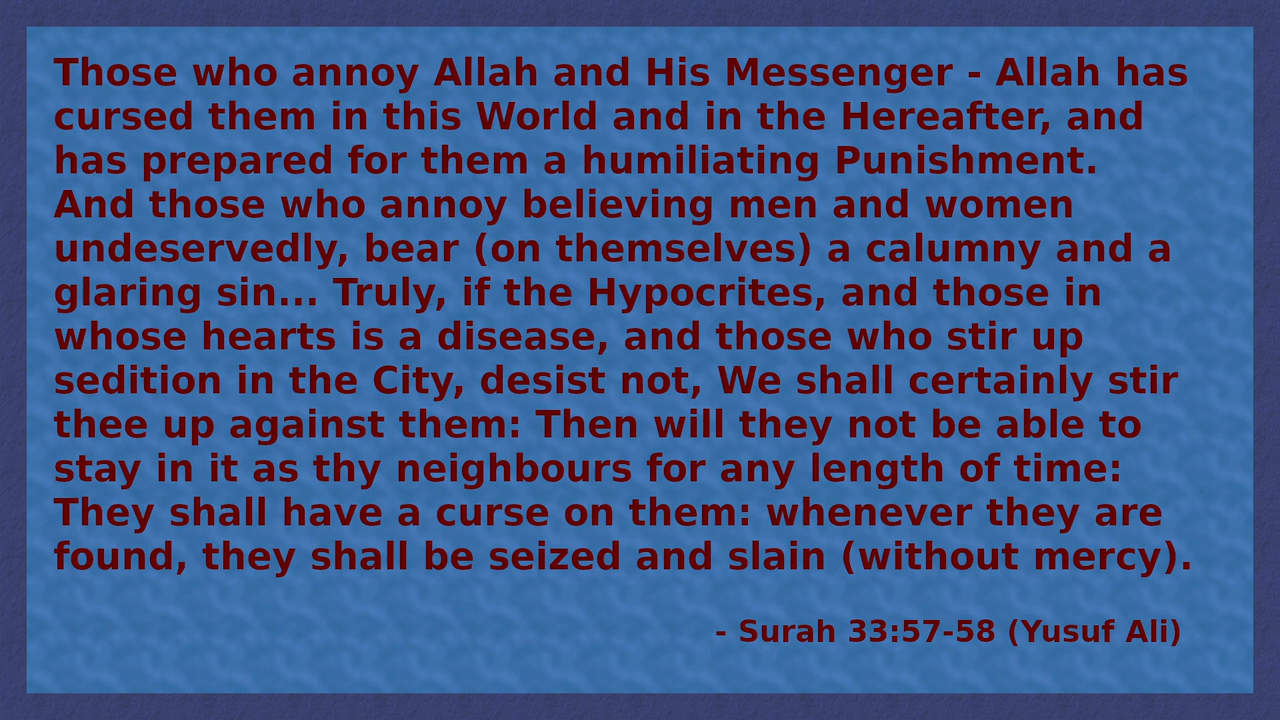 Those who annoy Allah and His Messenger - Allah has
cursed them in this World and in the Hereafter, and
has prepared for them a humiliating Punishment.
And those who annoy believing men and women
undeservedly, bear (on themselves) a calumny and a
glaring sin... Truly, if the Hypocrites, and those in
whose hearts is a disease, and those who stir up
sedition in the City, desist not, We shall certainly stir
thee up against them: Then will they not be able to
stay in it as thy neighbours for any length of time:
They shall have a curse on them: whenever they are
found, they shall be seized and slain (without mercy).
- Surah 33:57-58 (Yusuf Ali)